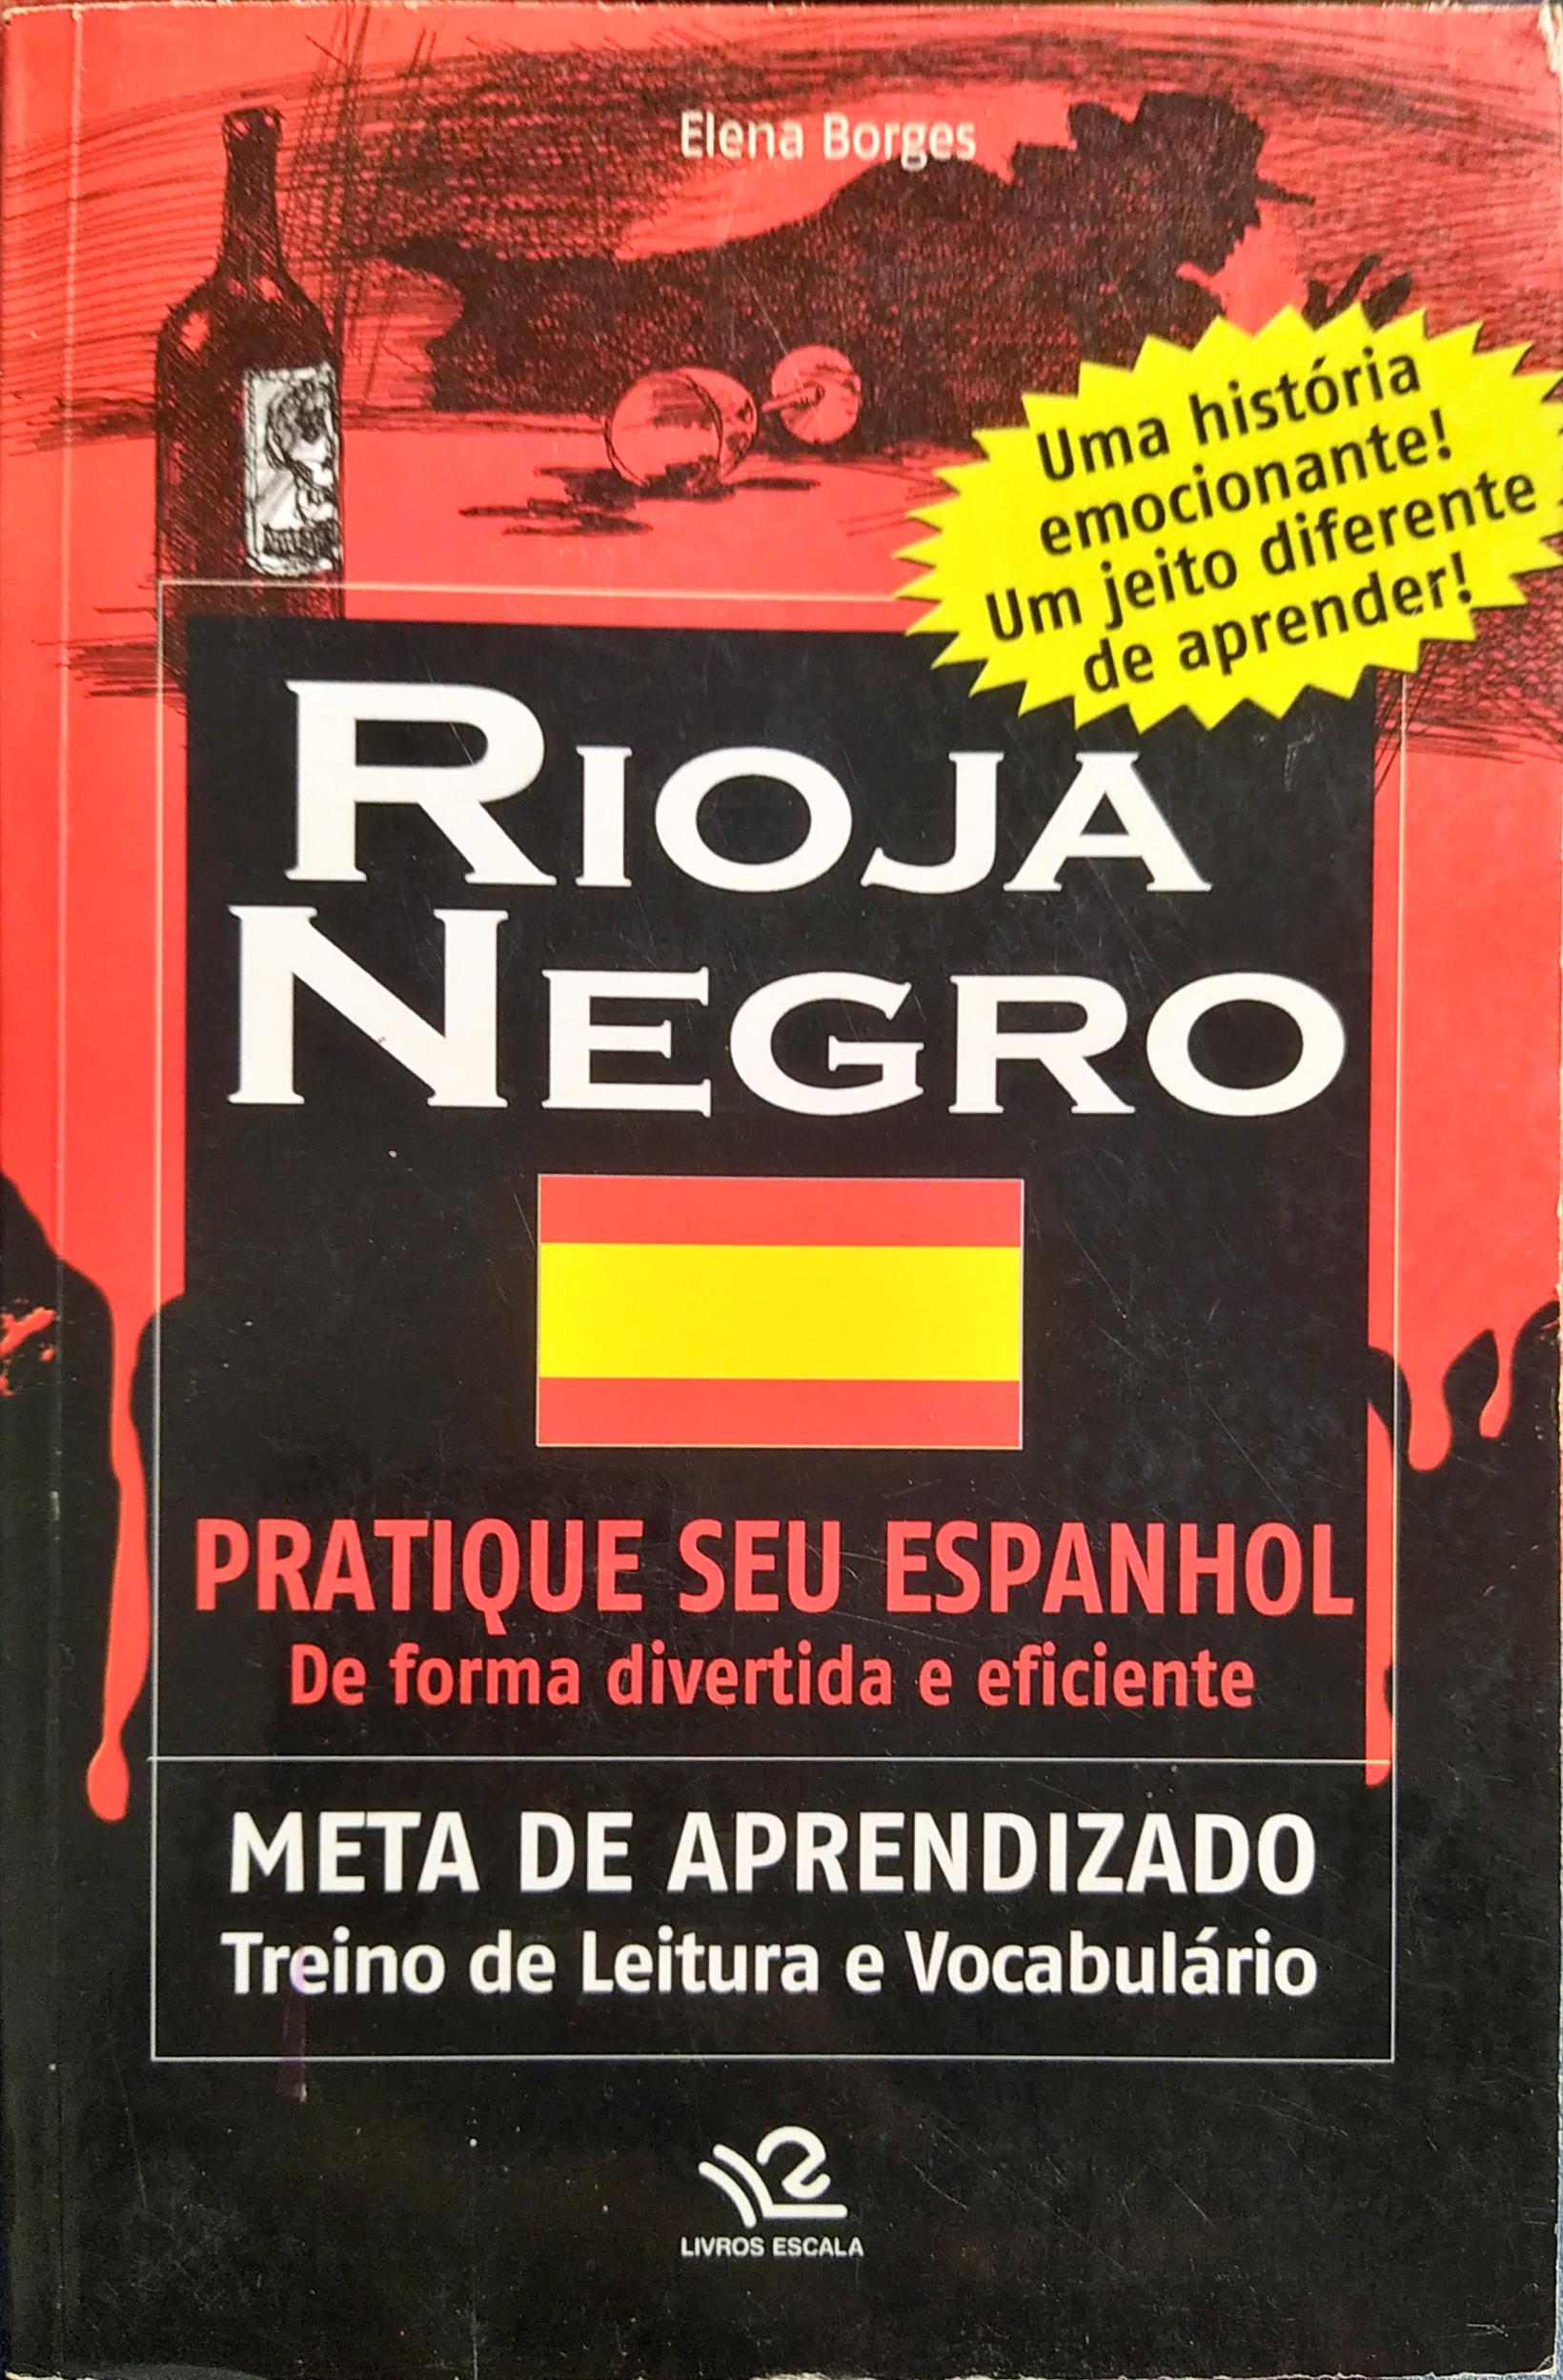 Elena Borges
Uma história
emocionante!
Um jeito diferente
de aprender!
RIOJA
NEGRO
PRATIQUE SEU ESPANHOL
De forma divertida e eficiente
META DE APRENDIZADO
Treino de Leitura e Vocabulário
LIVROS ESCALA